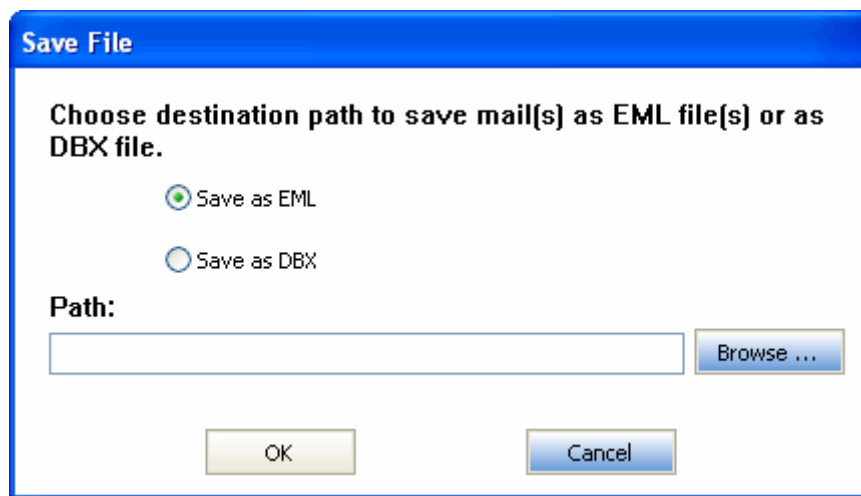 Save File
Choose destination path to save mail(s) as EML file(s) or as
DBX file.
Save as EML
Save as DBX
Path:
Browse ...
OK
Cancel